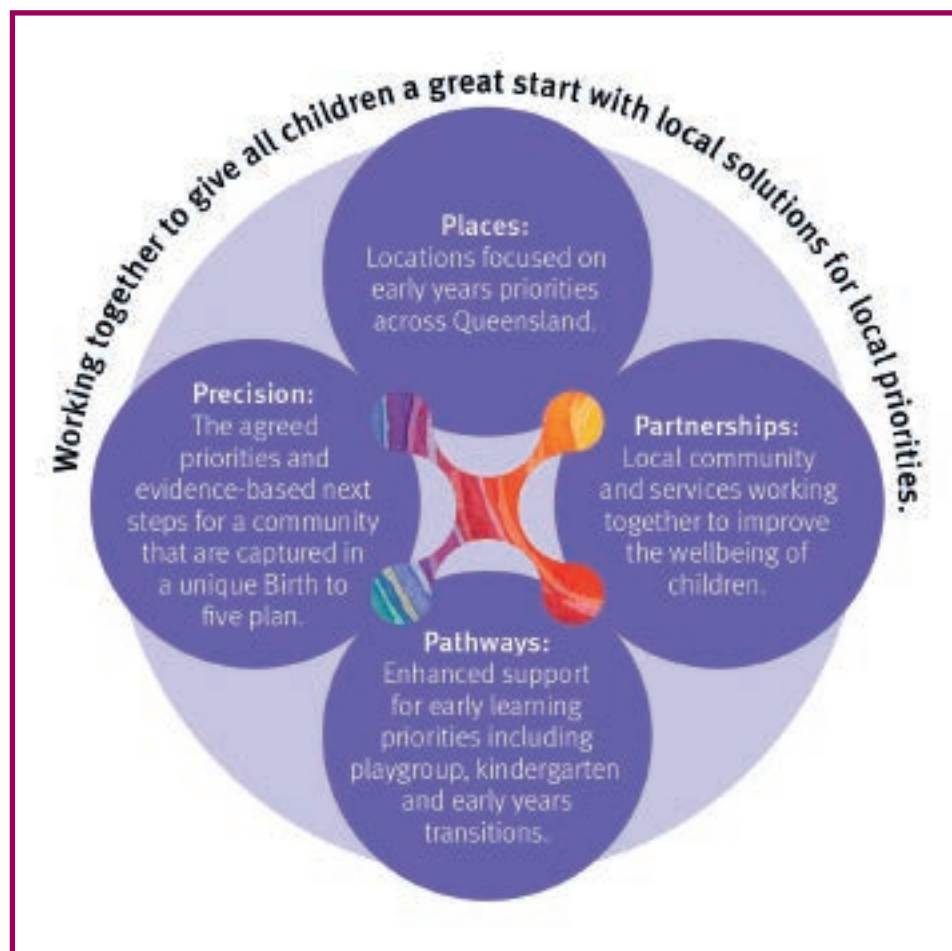 Working together to give all children a great start with local solutions for local priorities.
Places:
Locations focused on
early years priorities
across Queensland.
Precision:
The agreed
priorities and
evidence-based next
steps for a community
that are captured in
a unique Birth to
five plan.
Partnerships:
Local community
and services working
together to improve
the wellbeing of
children.
Pathways:
Enhanced support
for early learning
priorities including
playgroup, kindergarten
and early years
transitions.